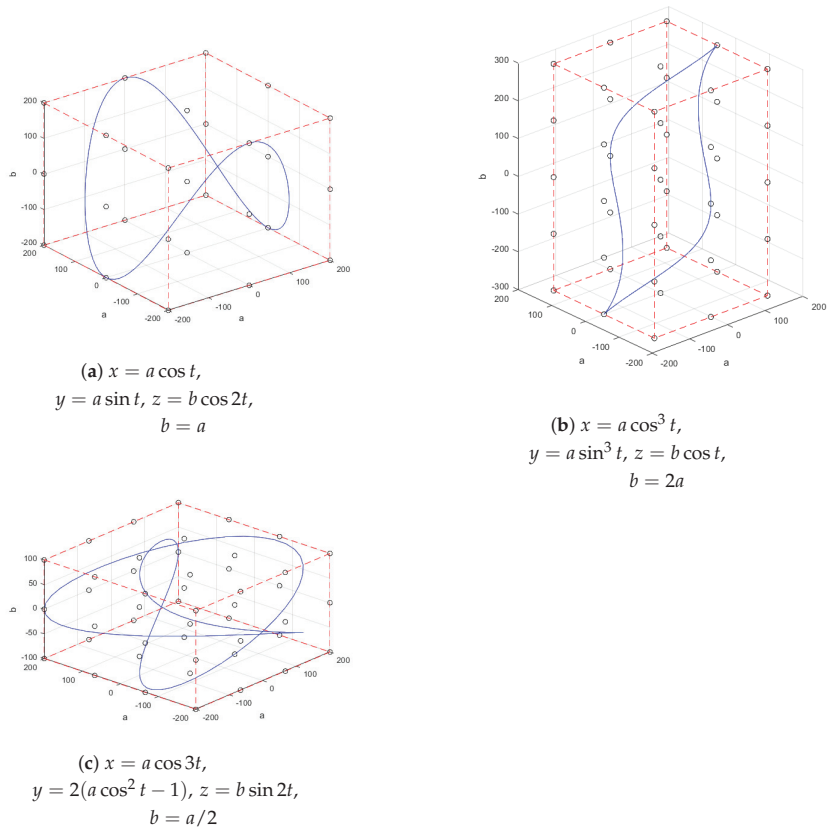 b
200
100
0
-100
-200
200
100
0
-100
-200
a
-200
-100
0
100
200
a
(a) x = a cos t,
y = a sin t, z = b cos 2t,
b = a
b
300
200
100
0
-100
-200
-300
200
100
0
-100
-200
a
-200
-100
0
100
200
a
(b) x = a cos³ t,
y = a sin³ t, z = b cos t,
b = 2a
b
100
50
0
-50
-100
200
100
0
-100
-200
a
-200
-100
0
100
200
a
(c) x = a cos 3t,
y = 2(a cos² t − 1), z = b sin 2t,
b = a/2